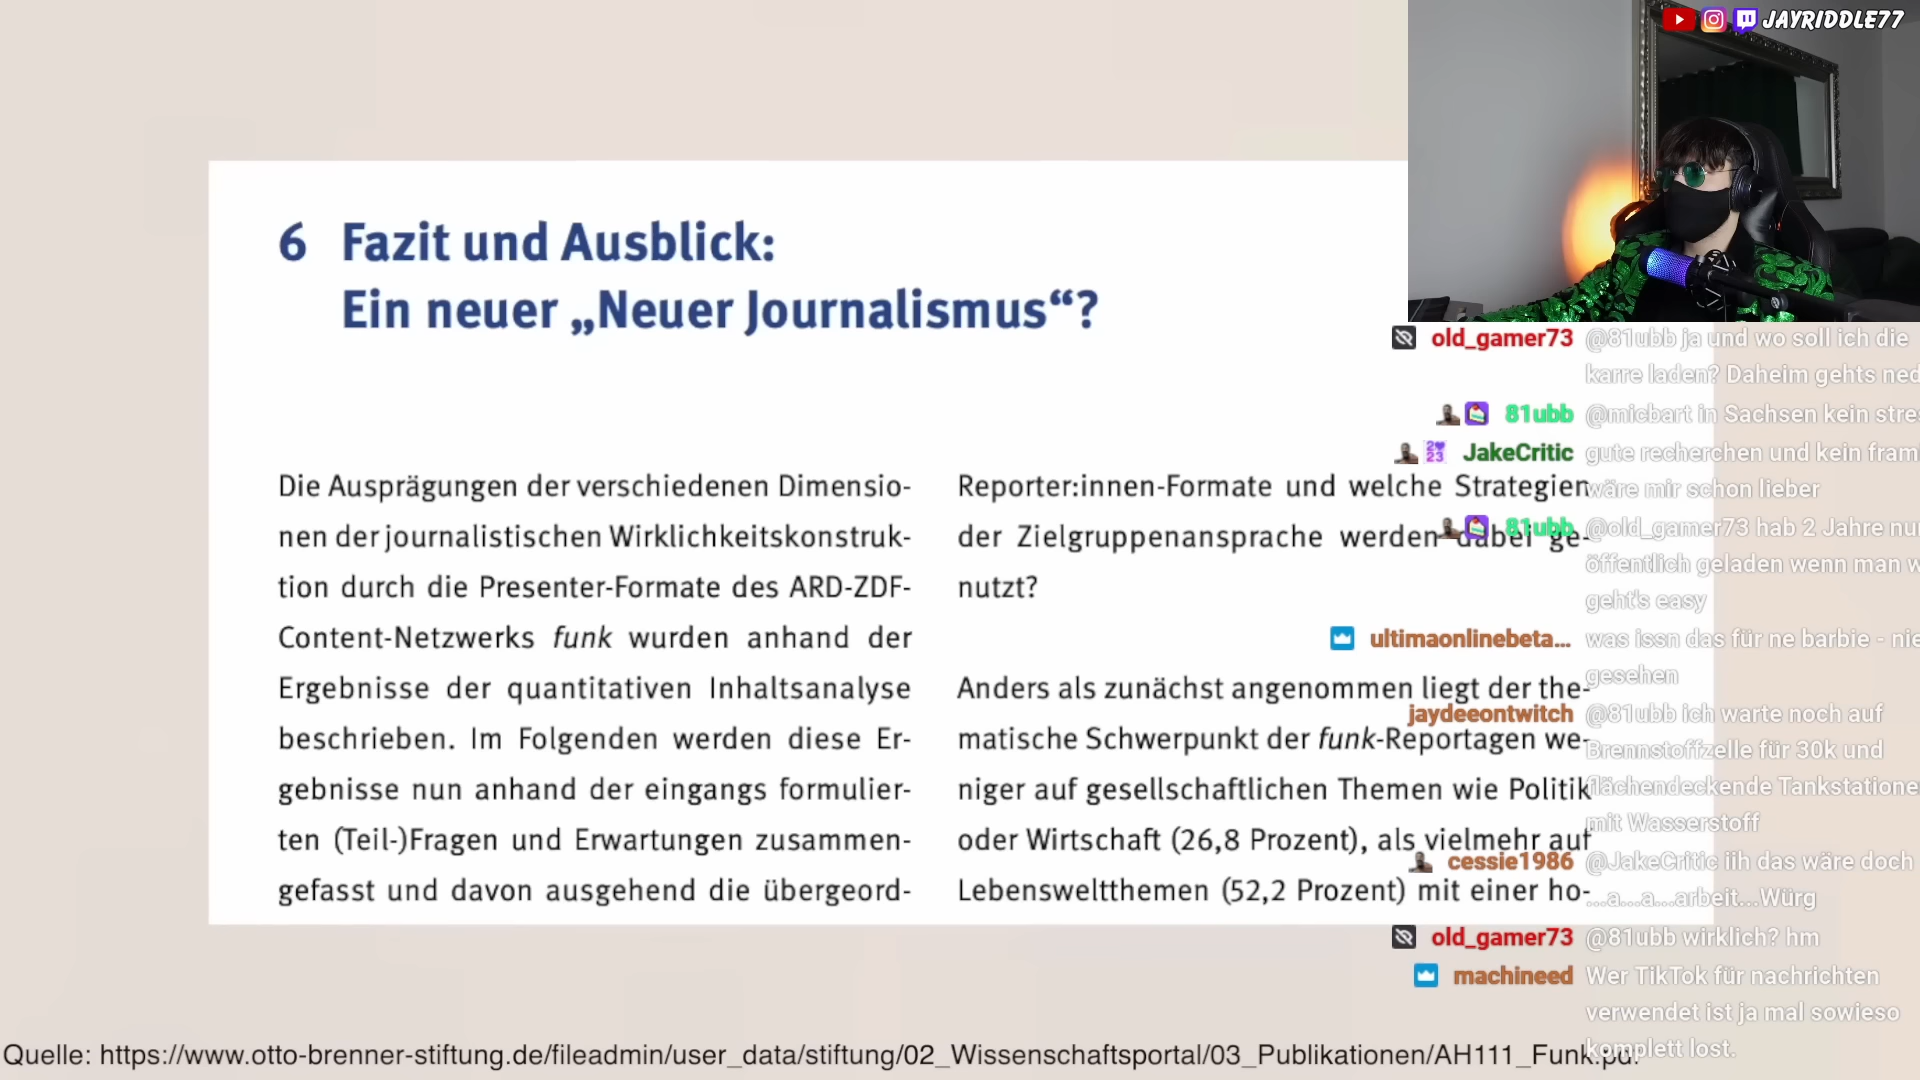 JAYRIDDLE77
6 Fazit und Ausblick:
Ein neuer „Neuer Journalismus“?
Die Ausprägungen der verschiedenen Dimensio-
nen der journalistischen Wirklichkeitskonstruk-
tion durch die Presenter-Formate des ARD-ZDF-
Content-Netzwerks funk wurden anhand der
Ergebnisse der quantitativen Inhaltsanalyse
beschrieben. Im Folgenden werden diese Er-
gebnisse nun anhand der eingangs formulier-
ten (Teil-)Fragen und Erwartungen zusammen-
gefasst und davon ausgehend die übergeord-
Reporter:innen-Formate und welche Strategien
der Zielgruppenansprache werden dabei ge-
nutzt?
Anders als zunächst angenommen liegt der the-
matische Schwerpunkt der funk-Reportagen we-
niger auf gesellschaftlichen Themen wie Politik
oder Wirtschaft (26,8 Prozent), als vielmehr auf
Lebensweltthemen (52,2 Prozent) mit einer ho-
old_gamer73 @81ubb ja und wo soll ich die
karre laden? Daheim gehts ned
81ubb @micbart in Sachsen kein stre
JakeCritic gute recherchen und kein fram
wäre mir schon lieber
81ubb @old_gamer73 hab 2 Jahre nur
öffentlich geladen wenn man w
geht's easy
ultimaonlinebeta... was issn das für ne barbie - nie
gesehen
jaydeeontwitch @81ubb ich warte noch auf
Brennstoffzelle für 30k und
flächendeckende Tankstatione
mit Wasserstoff
cessie1986 @JakeCritic iih das wäre doch
...a...a...arbeit...Würg
old_gamer73 @81ubb wirklich? hm
machineed Wer TikTok für nachrichten
verwendet ist ja mal sowieso
komplett lost.
Quelle: https://www.otto-brenner-stiftung.de/fileadmin/user_data/stiftung/02_Wissenschaftsportal/03_Publikationen/AH111_Funk.pd